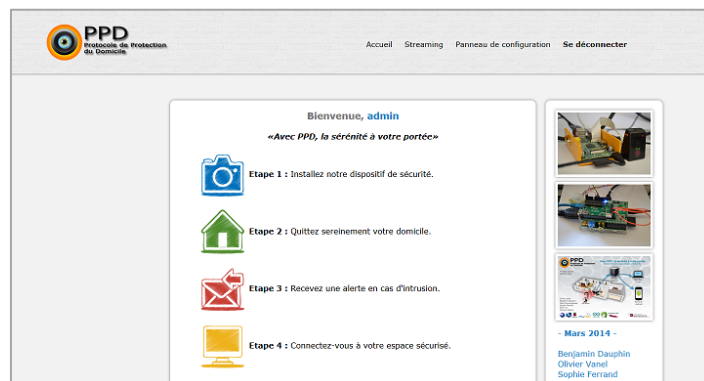 PPD
Protocole de Protection
du Domicile
Accueil Streaming Panneau de configuration Se déconnecter
Bienvenue, admin
«Avec PPD, la sérénité à votre portée»
Etape 1 : Installez notre dispositif de sécurité.
Etape 2 : Quittez sereinement votre domicile.
Etape 3 : Recevez une alerte en cas d'intrusion.
Etape 4 : Connectez-vous à votre espace sécurisé.
PPD
- Mars 2014 -
Benjamin Dauphin
Olivier Vanel
Sophie Ferrand